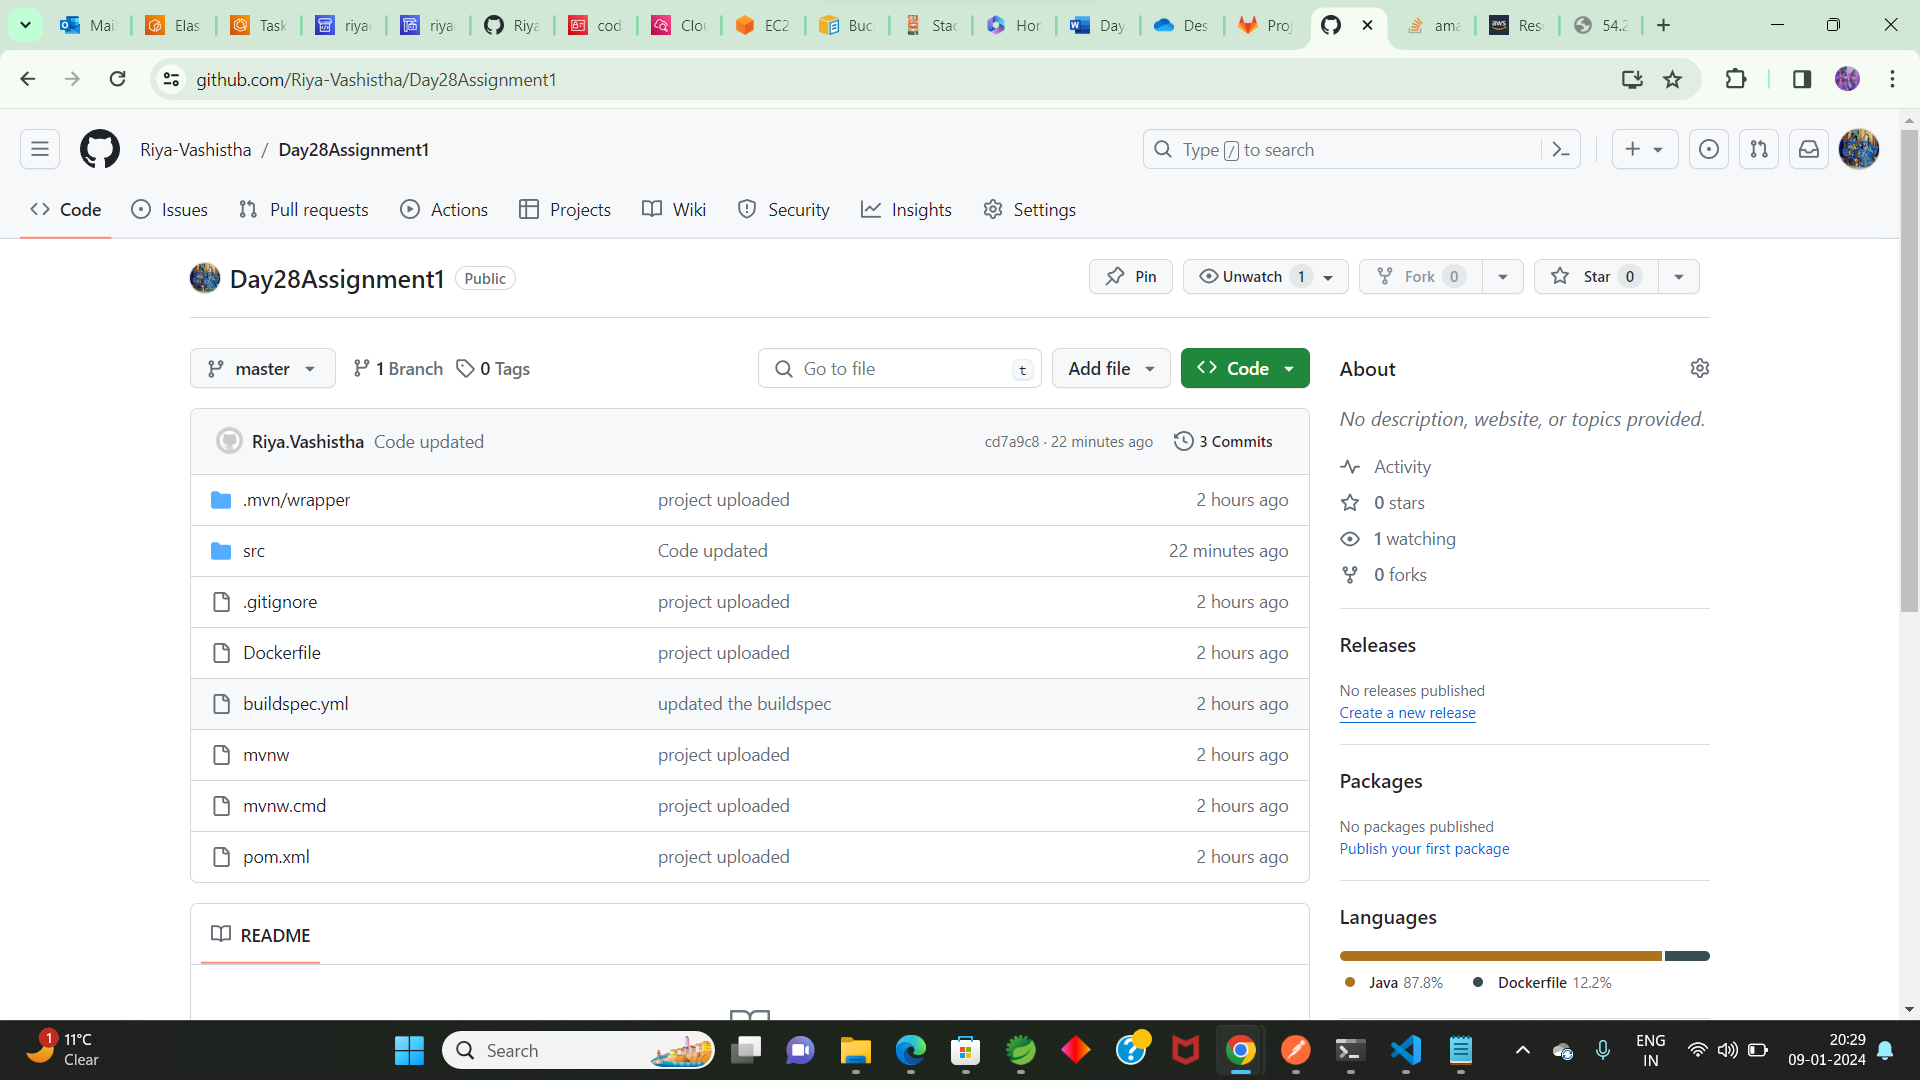 Mail
Elas
Task
riya
riya
Riya
cod
Clou
EC2
Buc
Stac
Hor
Day
Des
Proj
ama
Rese
54.2
github.com/Riya-Vashistha/Day28Assignment1
Riya-Vashistha / Day28Assignment1
Type / to search
Code
Issues
Pull requests
Actions
Projects
Wiki
Security
Insights
Settings
Day28Assignment1 Public
Pin
Unwatch 1
Fork 0
Star 0
master
1 Branch
0 Tags
Go to file t
Add file
Code
Riya.Vashistha Code updated cd7a9c8 · 22 minutes ago 3 Commits
.mvn/wrapper project uploaded 2 hours ago
src Code updated 22 minutes ago
.gitignore project uploaded 2 hours ago
Dockerfile project uploaded 2 hours ago
buildspec.yml updated the buildspec 2 hours ago
mvnw project uploaded 2 hours ago
mvnw.cmd project uploaded 2 hours ago
pom.xml project uploaded 2 hours ago
README
About
No description, website, or topics provided.
Activity
0 stars
1 watching
0 forks
Releases
No releases published
Create a new release
Packages
No packages published
Publish your first package
Languages
Java 87.8% Dockerfile 12.2%
1
11°C
Clear
Search
ENG
IN
20:29
09-01-2024